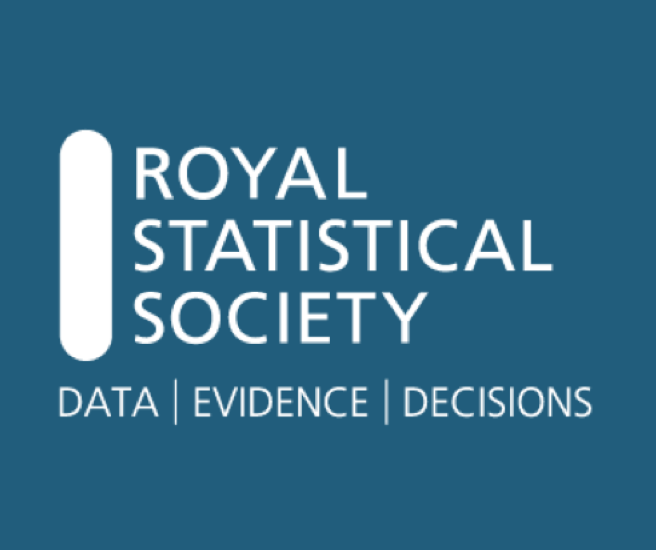 ROYAL
STATISTICAL
SOCIETY
DATA | EVIDENCE | DECISIONS